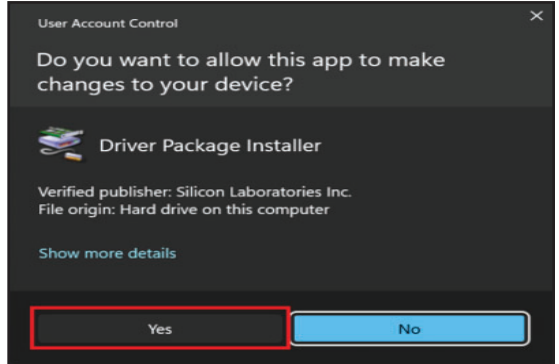 User Account Control
Do you want to allow this app to make
changes to your device?
Driver Package Installer
Verified publisher: Silicon Laboratories Inc.
File origin: Hard drive on this computer
Show more details
Yes
No